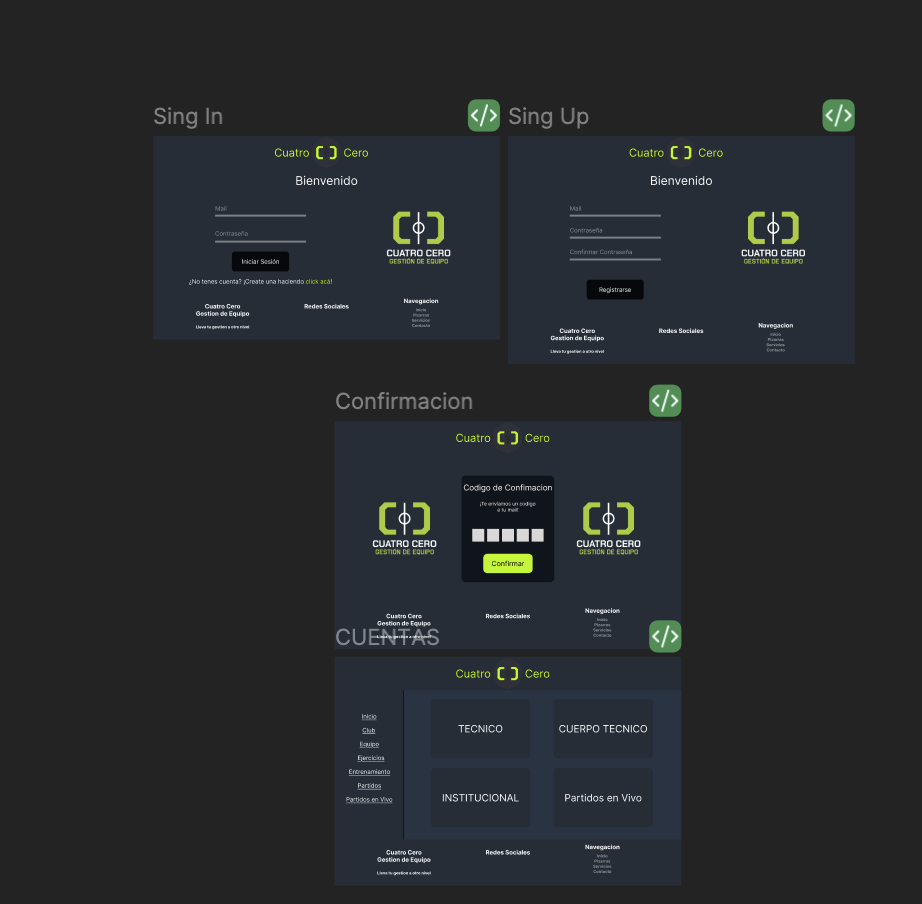 Sing In
</>
Cuatro Cero
Bienvenido
Mail
Contraseña
Iniciar Sesión
¿No tenes cuenta? ¡Create una haciendo click acá!
CUATRO CERO
GESTIÓN DE EQUIPO
Cuatro Cero
Gestion de Equipo
Lleva tu gestion a otro nivel
Redes Sociales
Navegacion
Inicio
Pizarras
Servicios
Contacto
Sing Up
</>
Cuatro Cero
Bienvenido
Mail
Contraseña
Confirmar Contraseña
Registrarse
CUATRO CERO
GESTIÓN DE EQUIPO
Cuatro Cero
Gestion de Equipo
Lleva tu gestion a otro nivel
Redes Sociales
Navegacion
Inicio
Pizarras
Servicios
Contacto
Confirmacion
</>
Cuatro Cero
CUATRO CERO
GESTIÓN DE EQUIPO
Codigo de Confimacion
¡Te enviamos un codigo
a tu mail!
Confirmar
CUATRO CERO
GESTIÓN DE EQUIPO
Cuatro Cero
Gestion de Equipo
Lleva tu gestion a otro nivel
Redes Sociales
Navegacion
Inicio
Pizarras
Servicios
Contacto
CUENTAS
</>
Cuatro Cero
Inicio
Club
Equipo
Ejercicios
Entrenamiento
Partidos
Partidos en Vivo
TECNICO
CUERPO TECNICO
INSTITUCIONAL
Partidos en Vivo
Cuatro Cero
Gestion de Equipo
Lleva tu gestion a otro nivel
Redes Sociales
Navegacion
Inicio
Pizarras
Servicios
Contacto